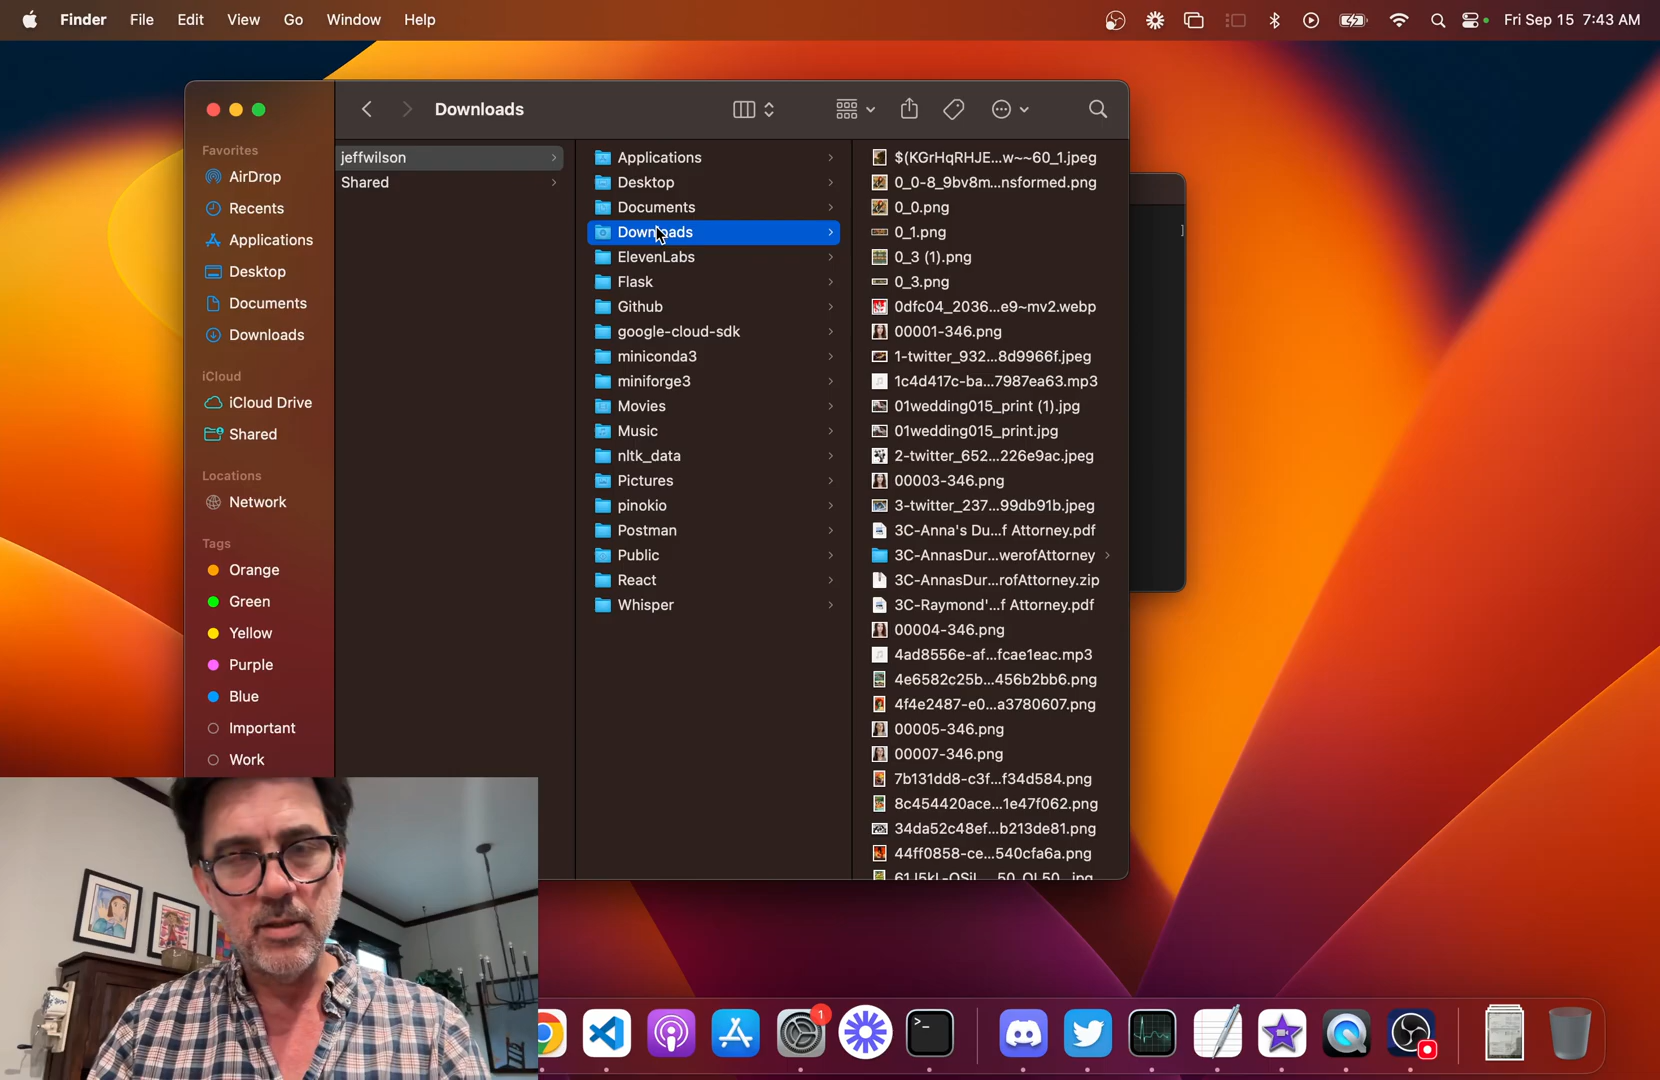 Finder File Edit View Go Window Help Fri Sep 15 7:43 AM
Downloads
Favorites
AirDrop
Recents
Applications
Desktop
Documents
Downloads
iCloud
iCloud Drive
Shared
Locations
Network
Tags
Orange
Green
Yellow
Purple
Blue
Important
Work
jeffwilson
Shared
Applications
Desktop
Documents
Downloads
ElevenLabs
Flask
Github
google-cloud-sdk
miniconda3
miniforge3
Movies
Music
nltk_data
Pictures
pinokio
Postman
Public
React
Whisper
$(KGrHqRHJE...w~~60_1.jpeg
0_0-8_9bv8m...nsformed.png
0_0.png
0_1.png
0_3 (1).png
0_3.png
0dfc04_2036...e9~mv2.webp
00001-346.png
1-twitter_932...8d9966f.jpeg
1c4d417c-ba...7987ea63.mp3
01wedding015_print (1).jpg
01wedding015_print.jpg
2-twitter_652...226e9ac.jpeg
00003-346.png
3-twitter_237...99db91b.jpeg
3C-Anna's Du...f Attorney.pdf
3C-AnnasDur...werofAttorney
3C-AnnasDur...rofAttorney.zip
3C-Raymond'...f Attorney.pdf
00004-346.png
4ad8556e-af...fcae1eac.mp3
4e6582c25b...456b2bb6.png
4f4e2487-e0...a3780607.png
00005-346.png
00007-346.png
7b131dd8-c3f...f34d584.png
8c454420ace...1e47f062.png
34da52c48ef...b213de81.png
44ff0858-ce...540cfa6a.png
]
1